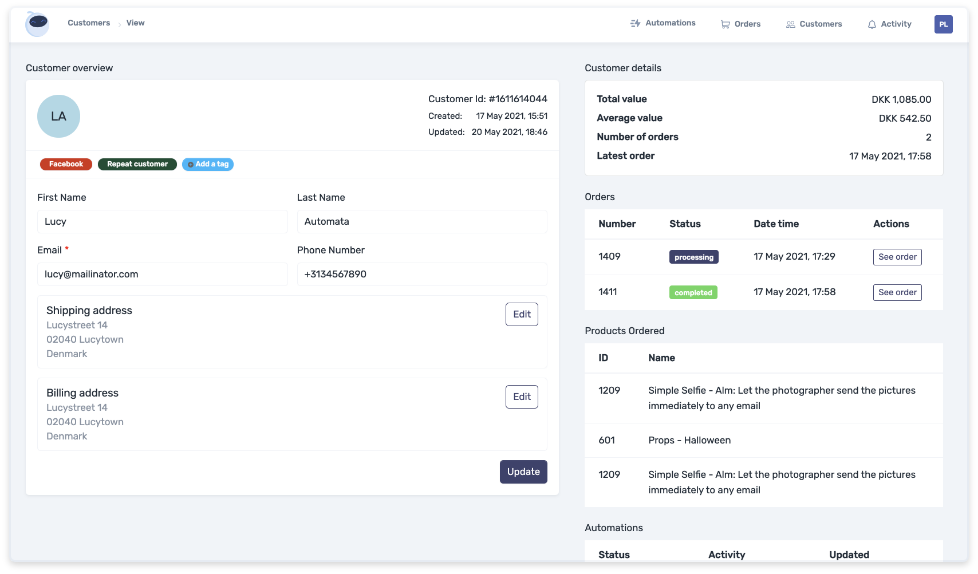 Customers View
Automations Orders Customers Activity PL
Customer overview
LA
Customer Id: #1611614044
Created: 17 May 2021, 15:51
Updated: 20 May 2021, 18:46
Facebook Repeat customer Add a tag
First Name Last Name
Lucy Automata
Email * Phone Number
lucy@mailinator.com +3134567890
Shipping address
Edit
Lucystreet 14
02040 Lucytown
Denmark
Billing address
Edit
Lucystreet 14
02040 Lucytown
Denmark
Update
Customer details
Total value DKK 1,085.00
Average value DKK 542.50
Number of orders 2
Latest order 17 May 2021, 17:58
Orders
Number Status Date time Actions
1409 processing 17 May 2021, 17:29 See order
1411 completed 17 May 2021, 17:58 See order
Products Ordered
ID Name
1209 Simple Selfie - Alm: Let the photographer send the pictures
immediately to any email
601 Props - Halloween
1209 Simple Selfie - Alm: Let the photographer send the pictures
immediately to any email
Automations
Status Activity Updated